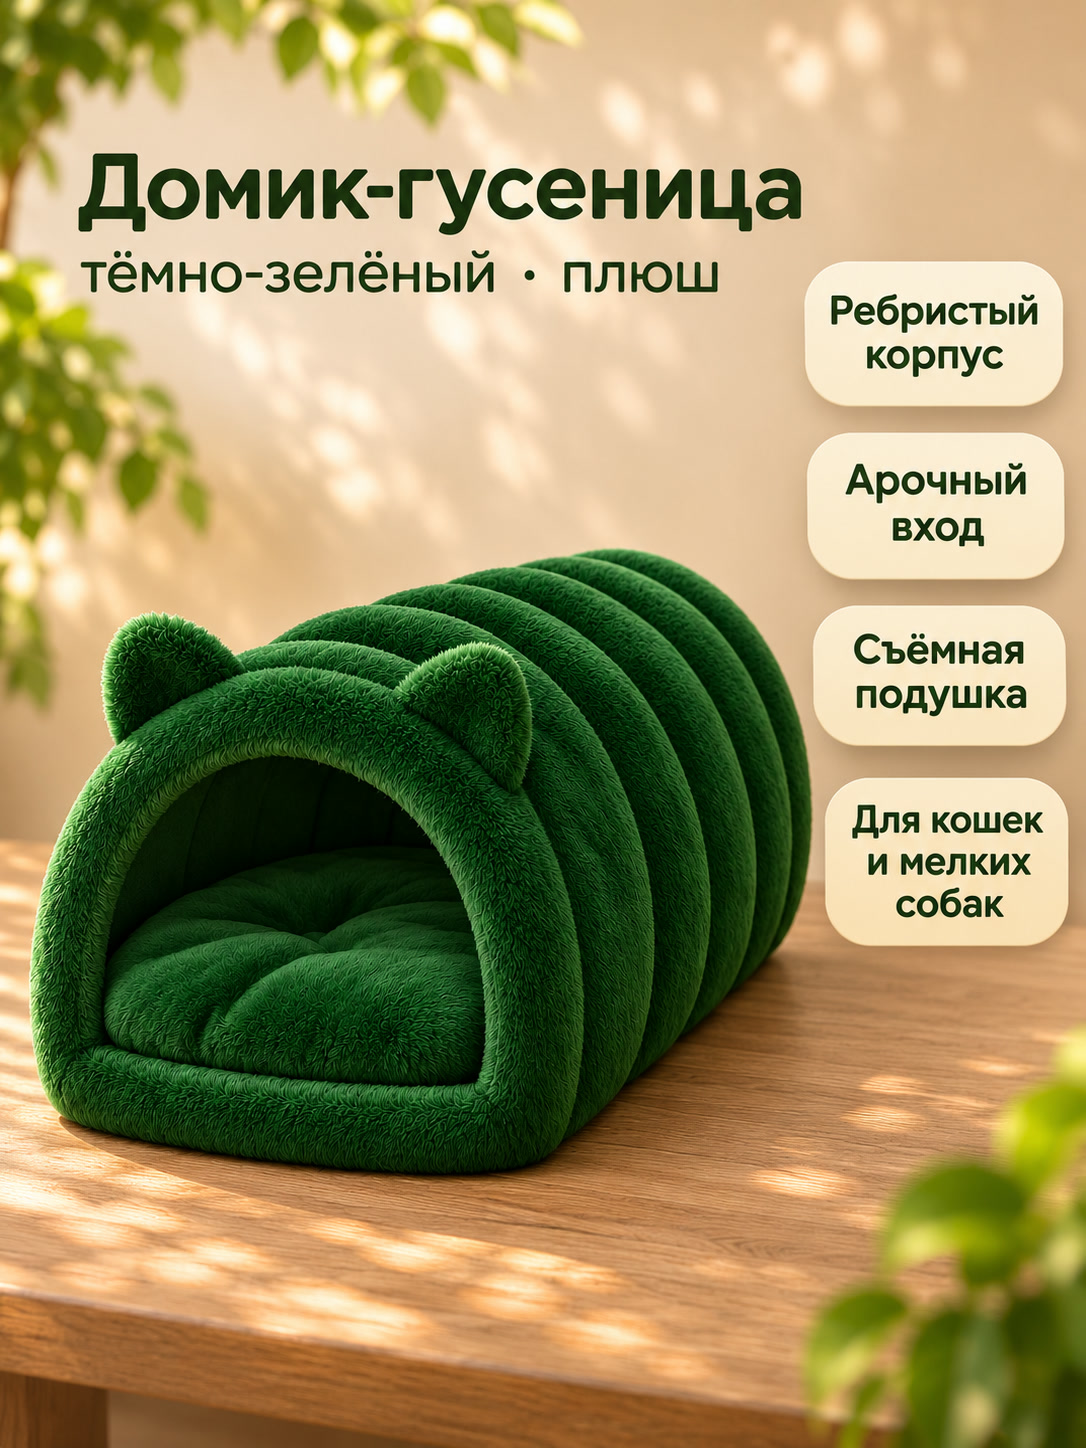 Домик-гусеница
тёмно-зелёный · плюш
Ребристый
корпус
Арочный
вход
Съёмная
подушка
Для кошек
и мелких
собак